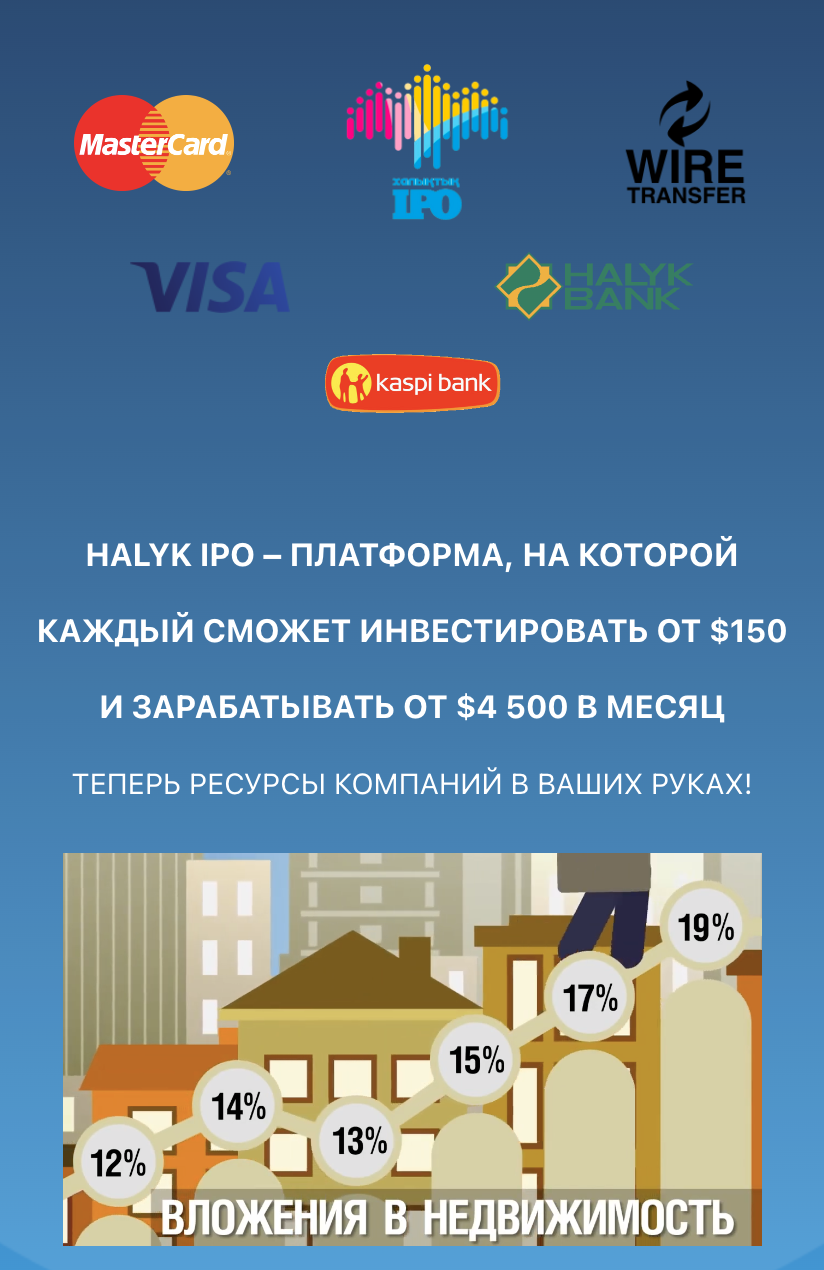 MasterCard
ХАЛЫҚТЫҚ
IPO
WIRE
TRANSFER
VISA
HALYK
BANK
kaspi bank
HALYK IPO – ПЛАТФОРМА, НА КОТОРОЙ
КАЖДЫЙ СМОЖЕТ ИНВЕСТИРОВАТЬ ОТ $150
И ЗАРАБАТЫВАТЬ ОТ $4 500 В МЕСЯЦ
ТЕПЕРЬ РЕСУРСЫ КОМПАНИЙ В ВАШИХ РУКАХ!
19%
17%
15%
14%
13%
12%
ВЛОЖЕНИЯ В НЕДВИЖИМОСТЬ